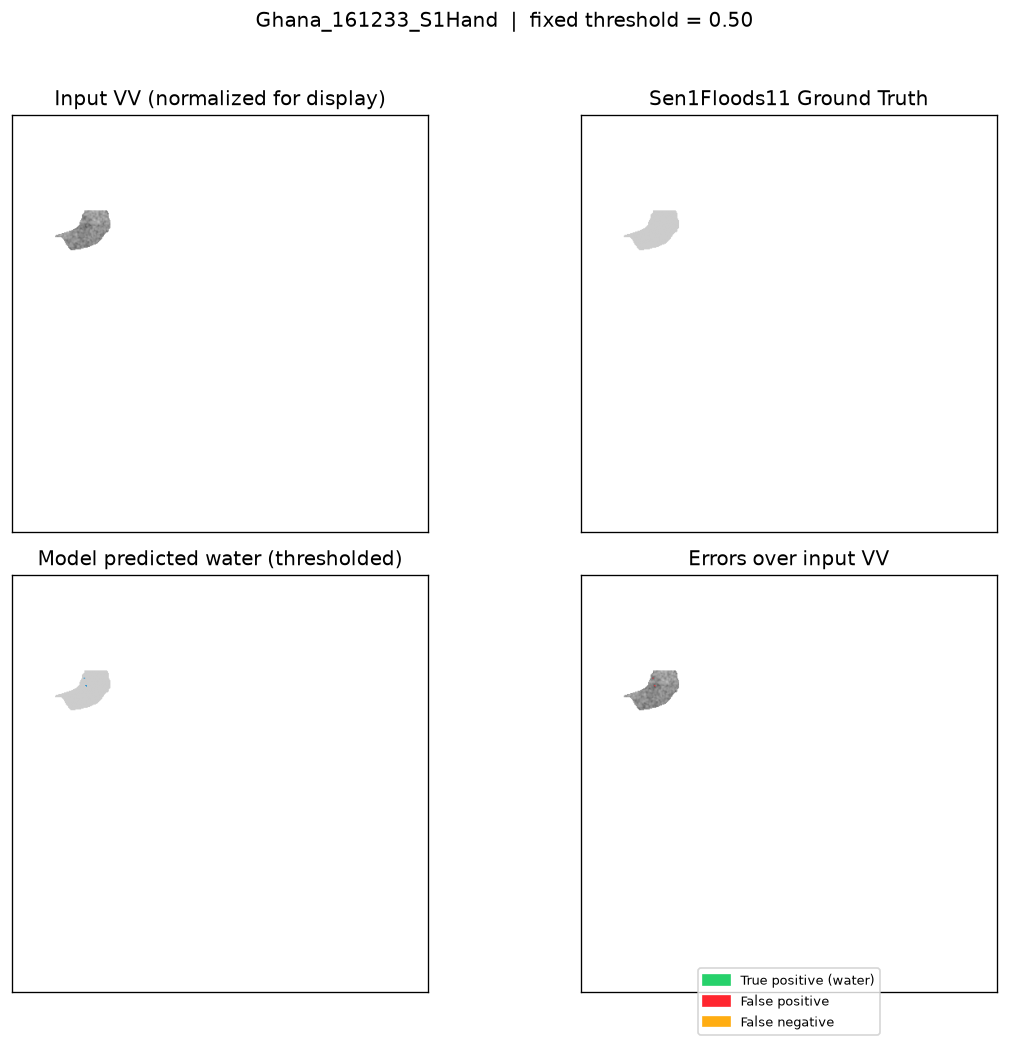 Ghana_161233_S1Hand | fixed threshold = 0.50
Input VV (normalized for display)
Sen1Floods11 Ground Truth
Model predicted water (thresholded)
Errors over input VV
True positive (water)
False positive
False negative